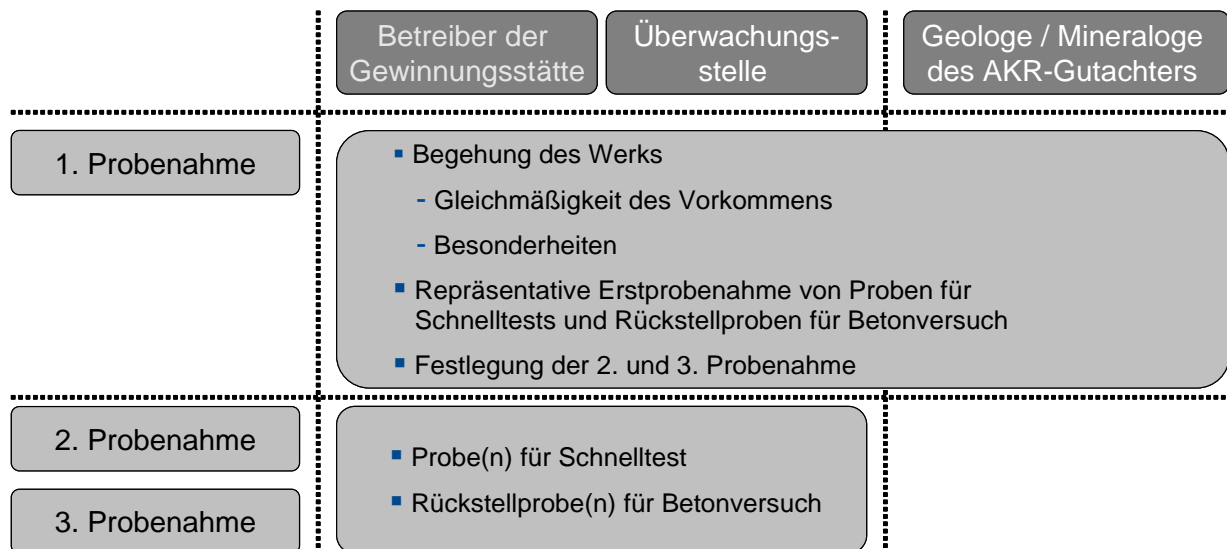 Betreiber der
Gewinnungsstätte
Überwachungs-
stelle
Geologe / Mineraloge
des AKR-Gutachters
1. Probenahme
▪ Begehung des Werks
- Gleichmäßigkeit des Vorkommens
- Besonderheiten
▪ Repräsentative Erstprobenahme von Proben für
Schnelltests und Rückstellproben für Betonversuch
▪ Festlegung der 2. und 3. Probenahme
2. Probenahme
3. Probenahme
▪ Probe(n) für Schnelltest
▪ Rückstellprobe(n) für Betonversuch